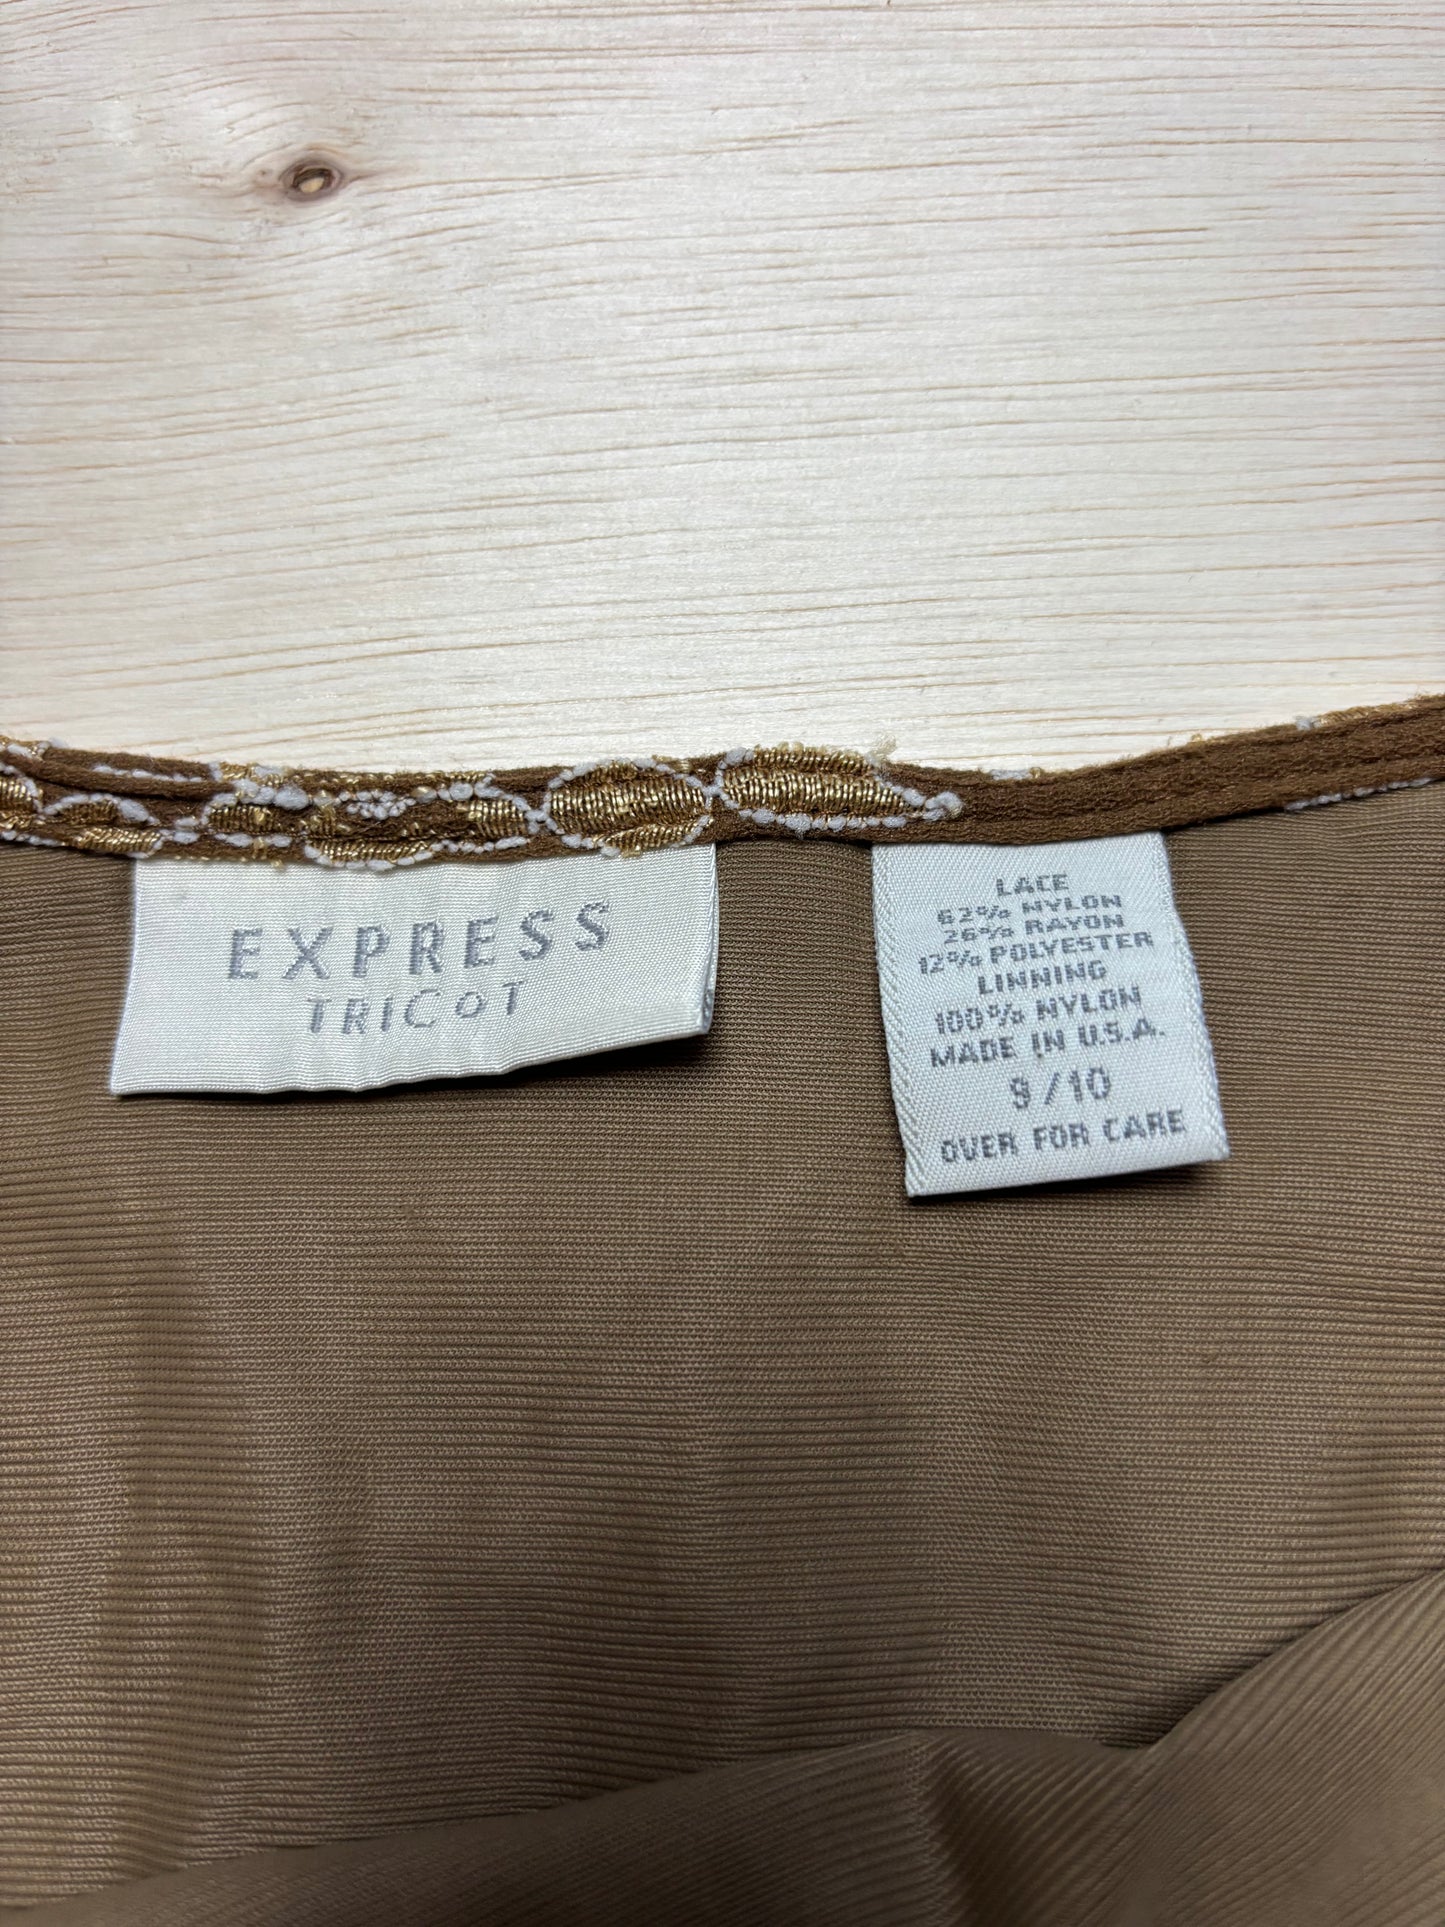 EXPRESS
TRICOT
LACE
62% NYLON
26% RAYON
12% POLYESTER
LINNING
100% NYLON
MADE IN U.S.A.
9/10
OVER FOR CARE